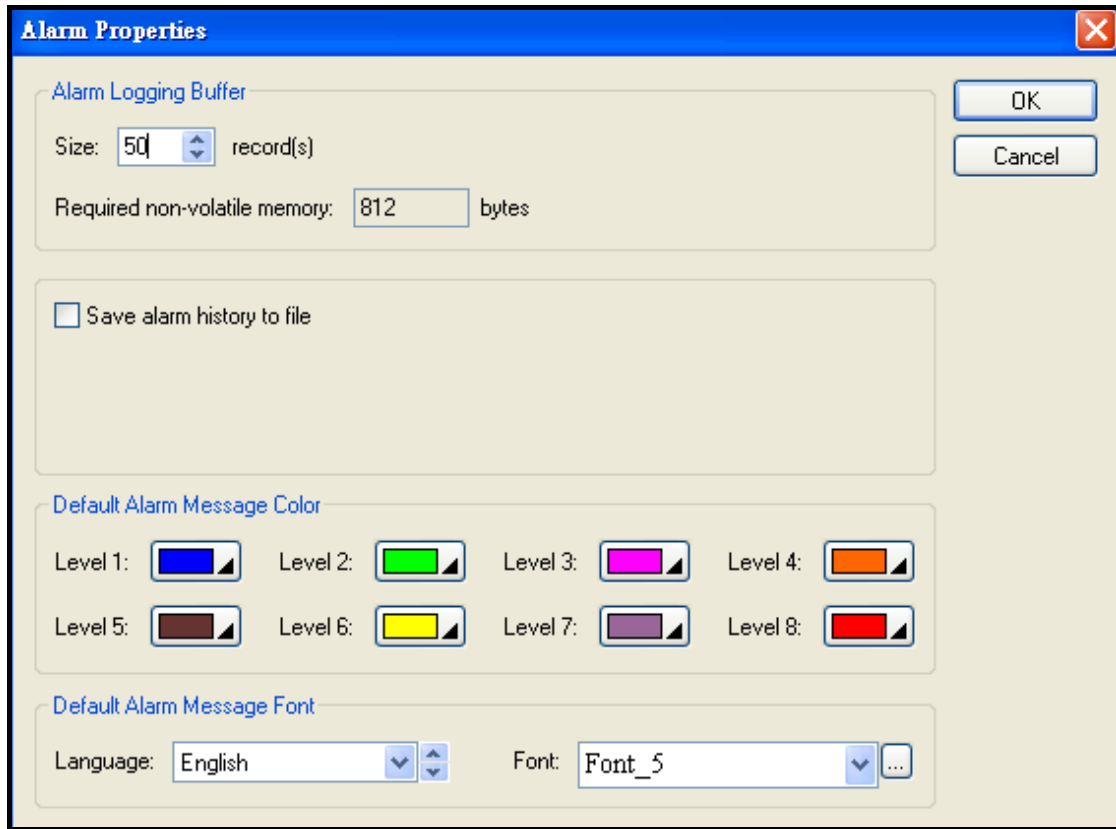 Alarm Properties
Alarm Logging Buffer
OK
Size: 50 record(s)
Cancel
Required non-volatile memory: 812 bytes
Save alarm history to file
Default Alarm Message Color
Level 1: Level 2: Level 3: Level 4:
Level 5: Level 6: Level 7: Level 8:
Default Alarm Message Font
Language: English Font: Font_5 ...